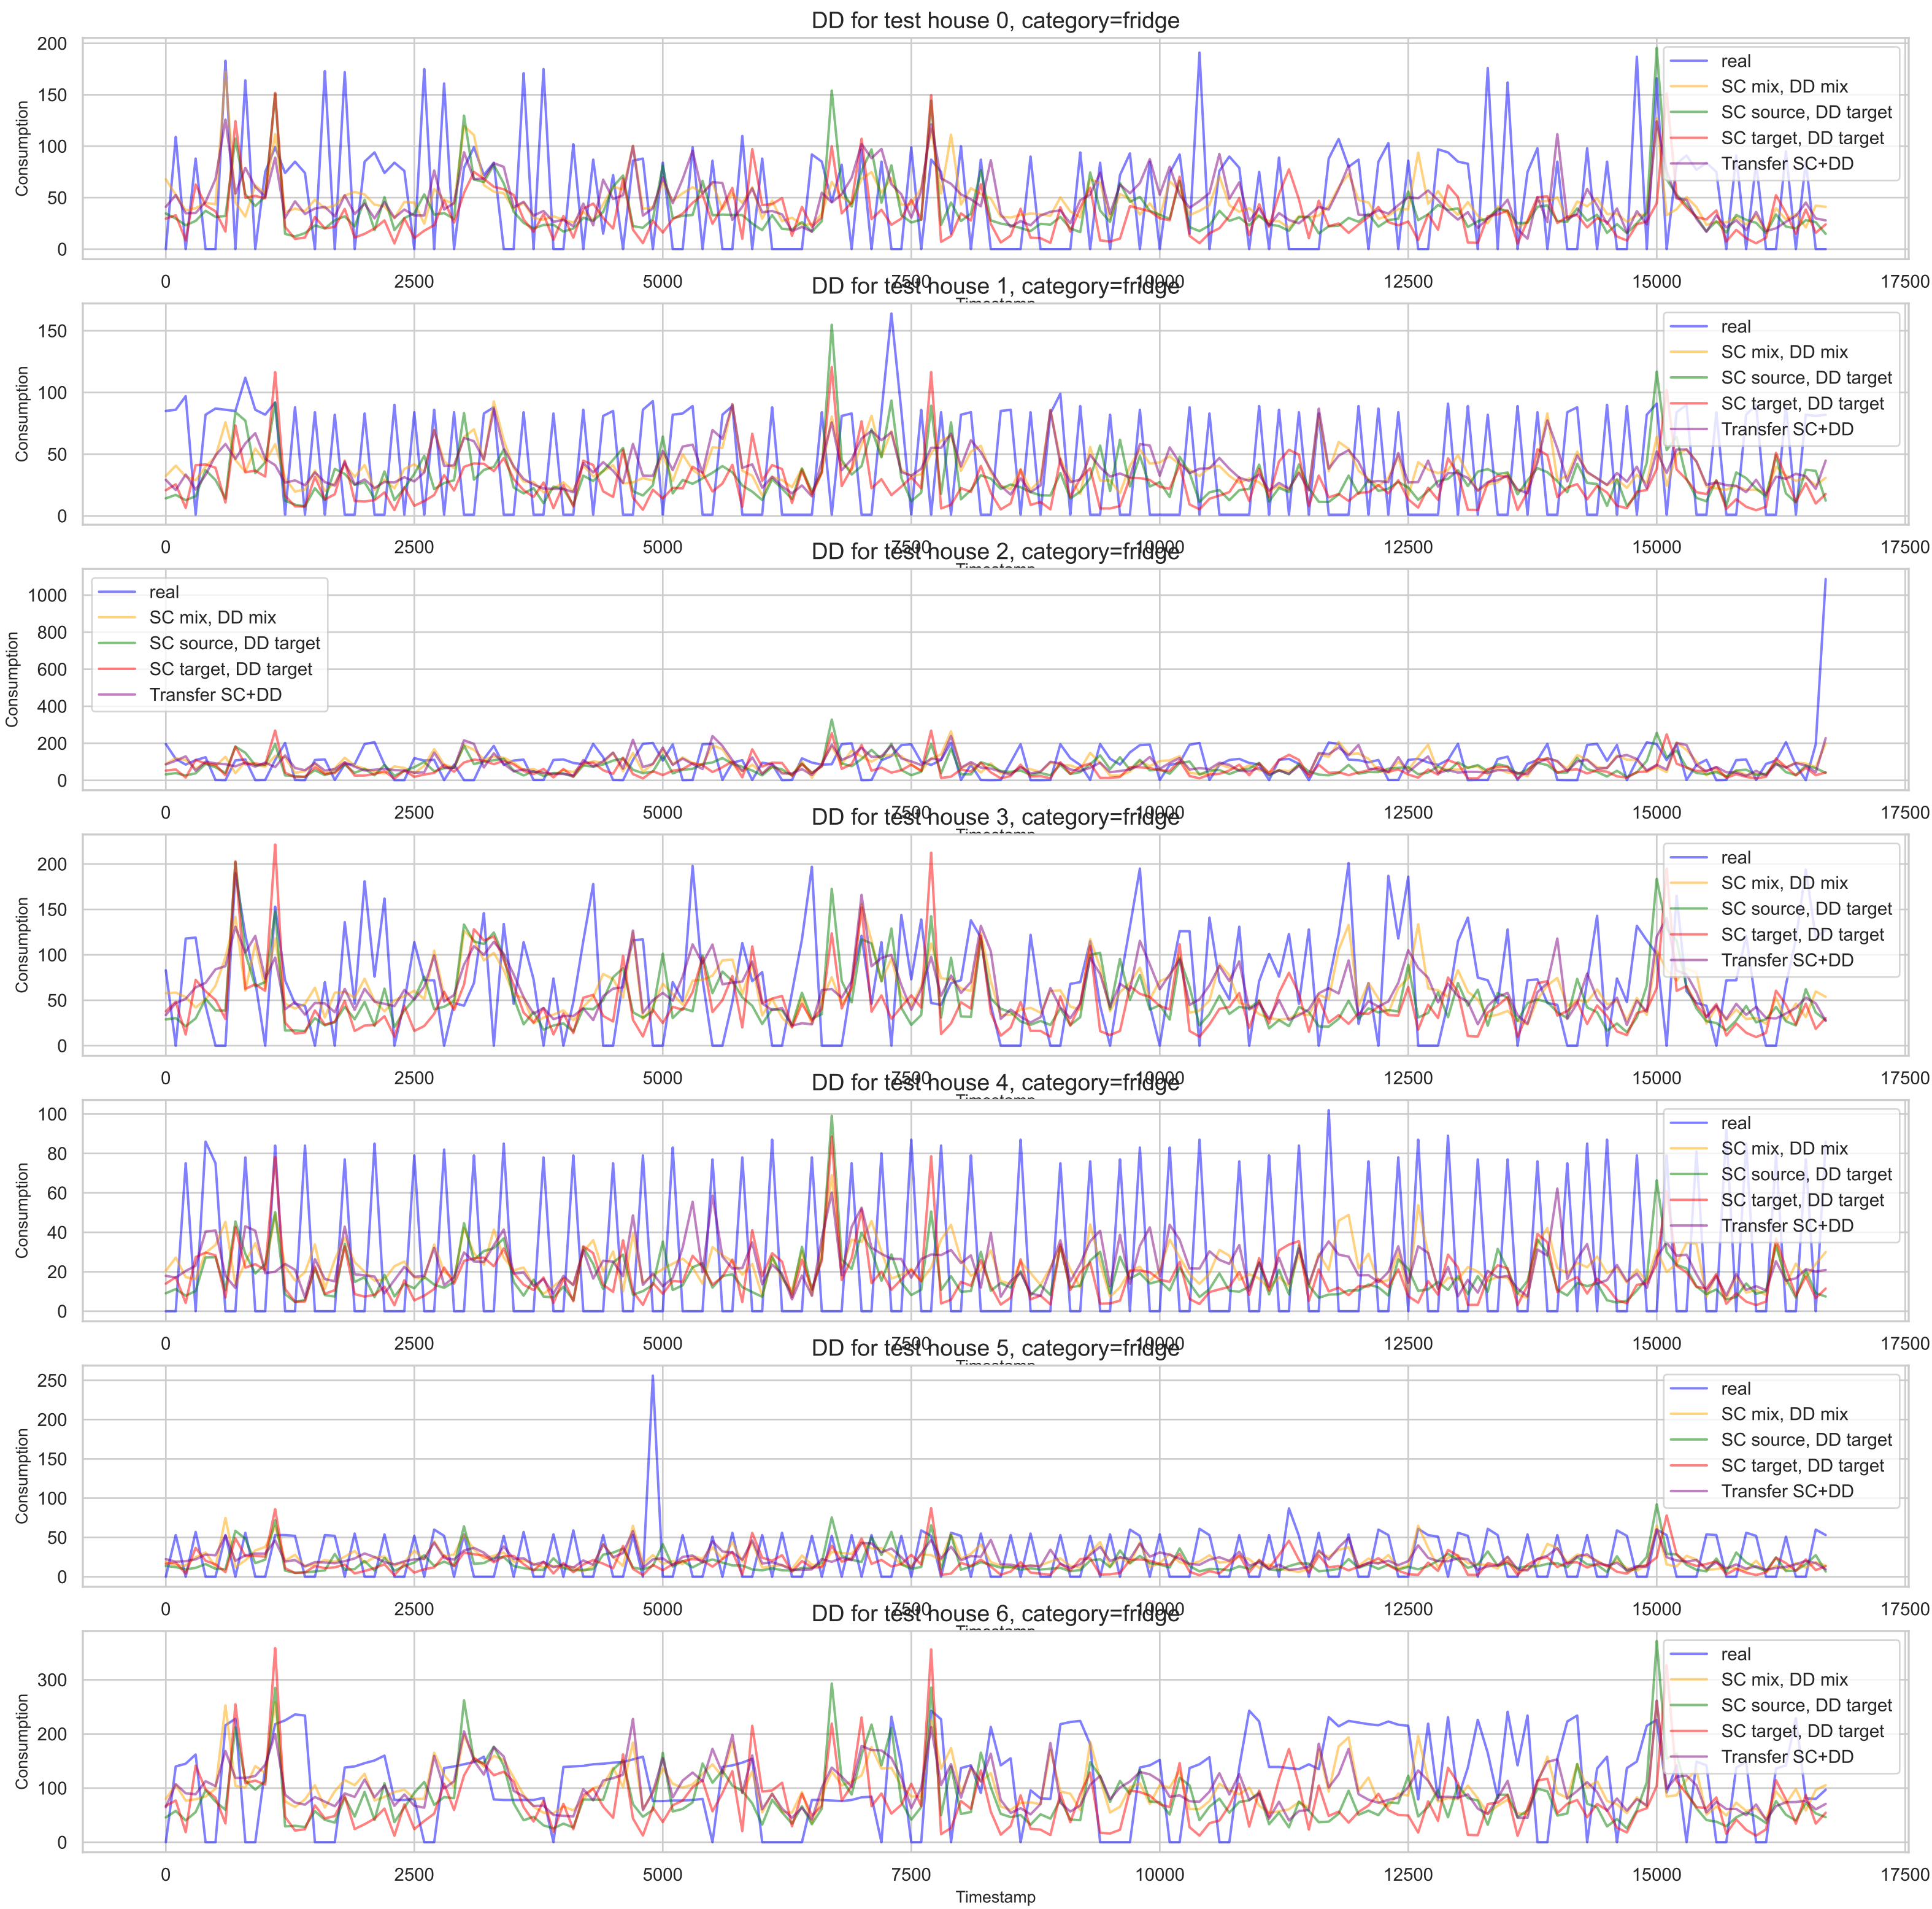 DD for test house 0, category=fridge
200
150
100
50
0
Consumption
real
SC mix, DD mix
SC source, DD target
SC target, DD target
Transfer SC+DD
0 2500 5000 7500 10000 12500 15000 17500
Timestamp
DD for test house 1, category=fridge
150
100
50
0
Consumption
real
SC mix, DD mix
SC source, DD target
SC target, DD target
Transfer SC+DD
0 2500 5000 7500 10000 12500 15000 17500
Timestamp
DD for test house 2, category=fridge
1000
800
600
400
200
0
Consumption
real
SC mix, DD mix
SC source, DD target
SC target, DD target
Transfer SC+DD
0 2500 5000 7500 10000 12500 15000 17500
Timestamp
DD for test house 3, category=fridge
200
150
100
50
0
Consumption
real
SC mix, DD mix
SC source, DD target
SC target, DD target
Transfer SC+DD
0 2500 5000 7500 10000 12500 15000 17500
Timestamp
DD for test house 4, category=fridge
100
80
60
40
20
0
Consumption
real
SC mix, DD mix
SC source, DD target
SC target, DD target
Transfer SC+DD
0 2500 5000 7500 10000 12500 15000 17500
Timestamp
DD for test house 5, category=fridge
250
200
150
100
50
0
Consumption
real
SC mix, DD mix
SC source, DD target
SC target, DD target
Transfer SC+DD
0 2500 5000 7500 10000 12500 15000 17500
Timestamp
DD for test house 6, category=fridge
300
200
100
0
Consumption
real
SC mix, DD mix
SC source, DD target
SC target, DD target
Transfer SC+DD
0 2500 5000 7500 10000 12500 15000 17500
Timestamp